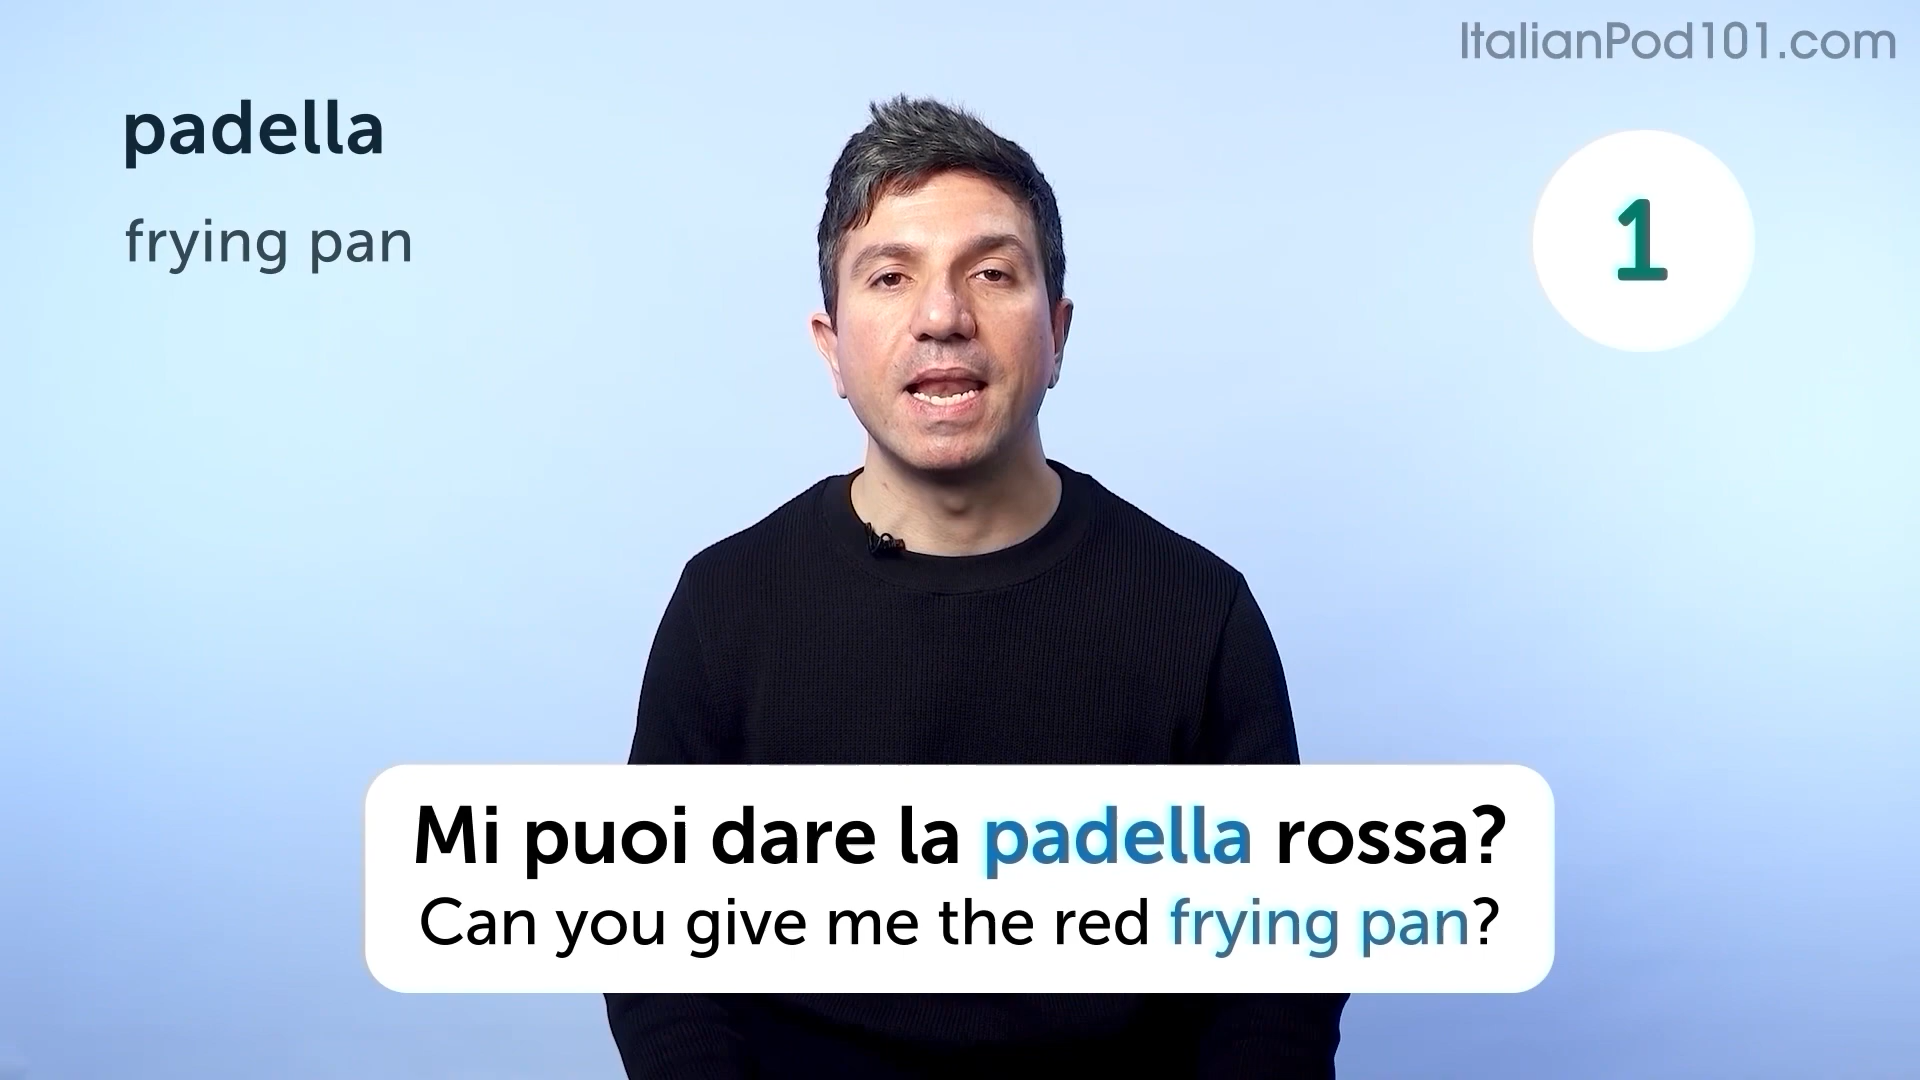 ItalianPod101.com
padella
frying pan
1
Mi puoi dare la padella rossa?
Can you give me the red frying pan?